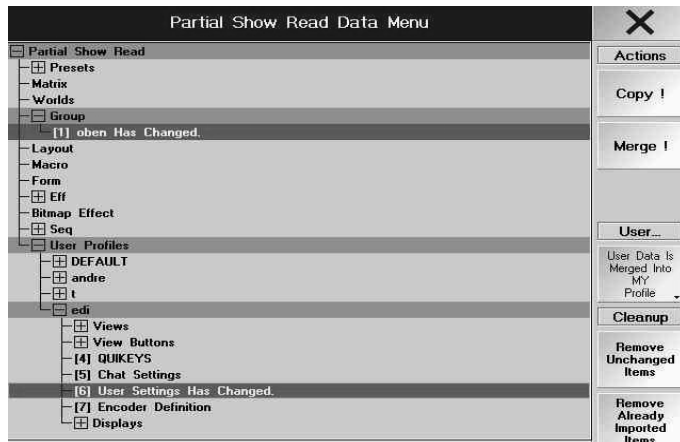 Partial Show Read Data Menu
Partial Show Read
Presets
Matrix
Worlds
Group
[1] oben Has Changed.
Layout
Macro
Form
Eff
Bitmap Effect
Seq
User Profiles
DEFAULT
andre
t
edi
Views
View Buttons
[4] QUIKEYS
[5] Chat Settings
[6] User Settings Has Changed.
[7] Encoder Definition
Displays
Actions
Copy !
Merge !
User...
User Data Is
Merged Into
MY
Profile
Cleanup
Remove
Unchanged
Items
Remove
Already
Imported
Items